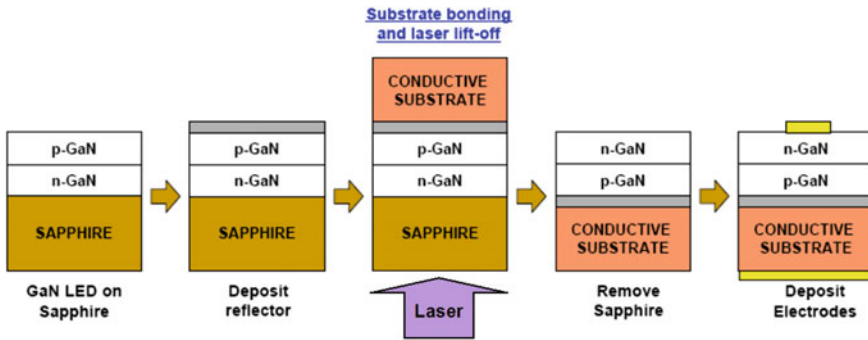 Substrate bonding
and laser lift-off
p-GaN
n-GaN
SAPPHIRE
GaN LED on
Sapphire
p-GaN
n-GaN
SAPPHIRE
Deposit
reflector
CONDUCTIVE
SUBSTRATE
p-GaN
n-GaN
SAPPHIRE
Laser
n-GaN
p-GaN
CONDUCTIVE
SUBSTRATE
Remove
Sapphire
n-GaN
p-GaN
CONDUCTIVE
SUBSTRATE
Deposit
Electrodes